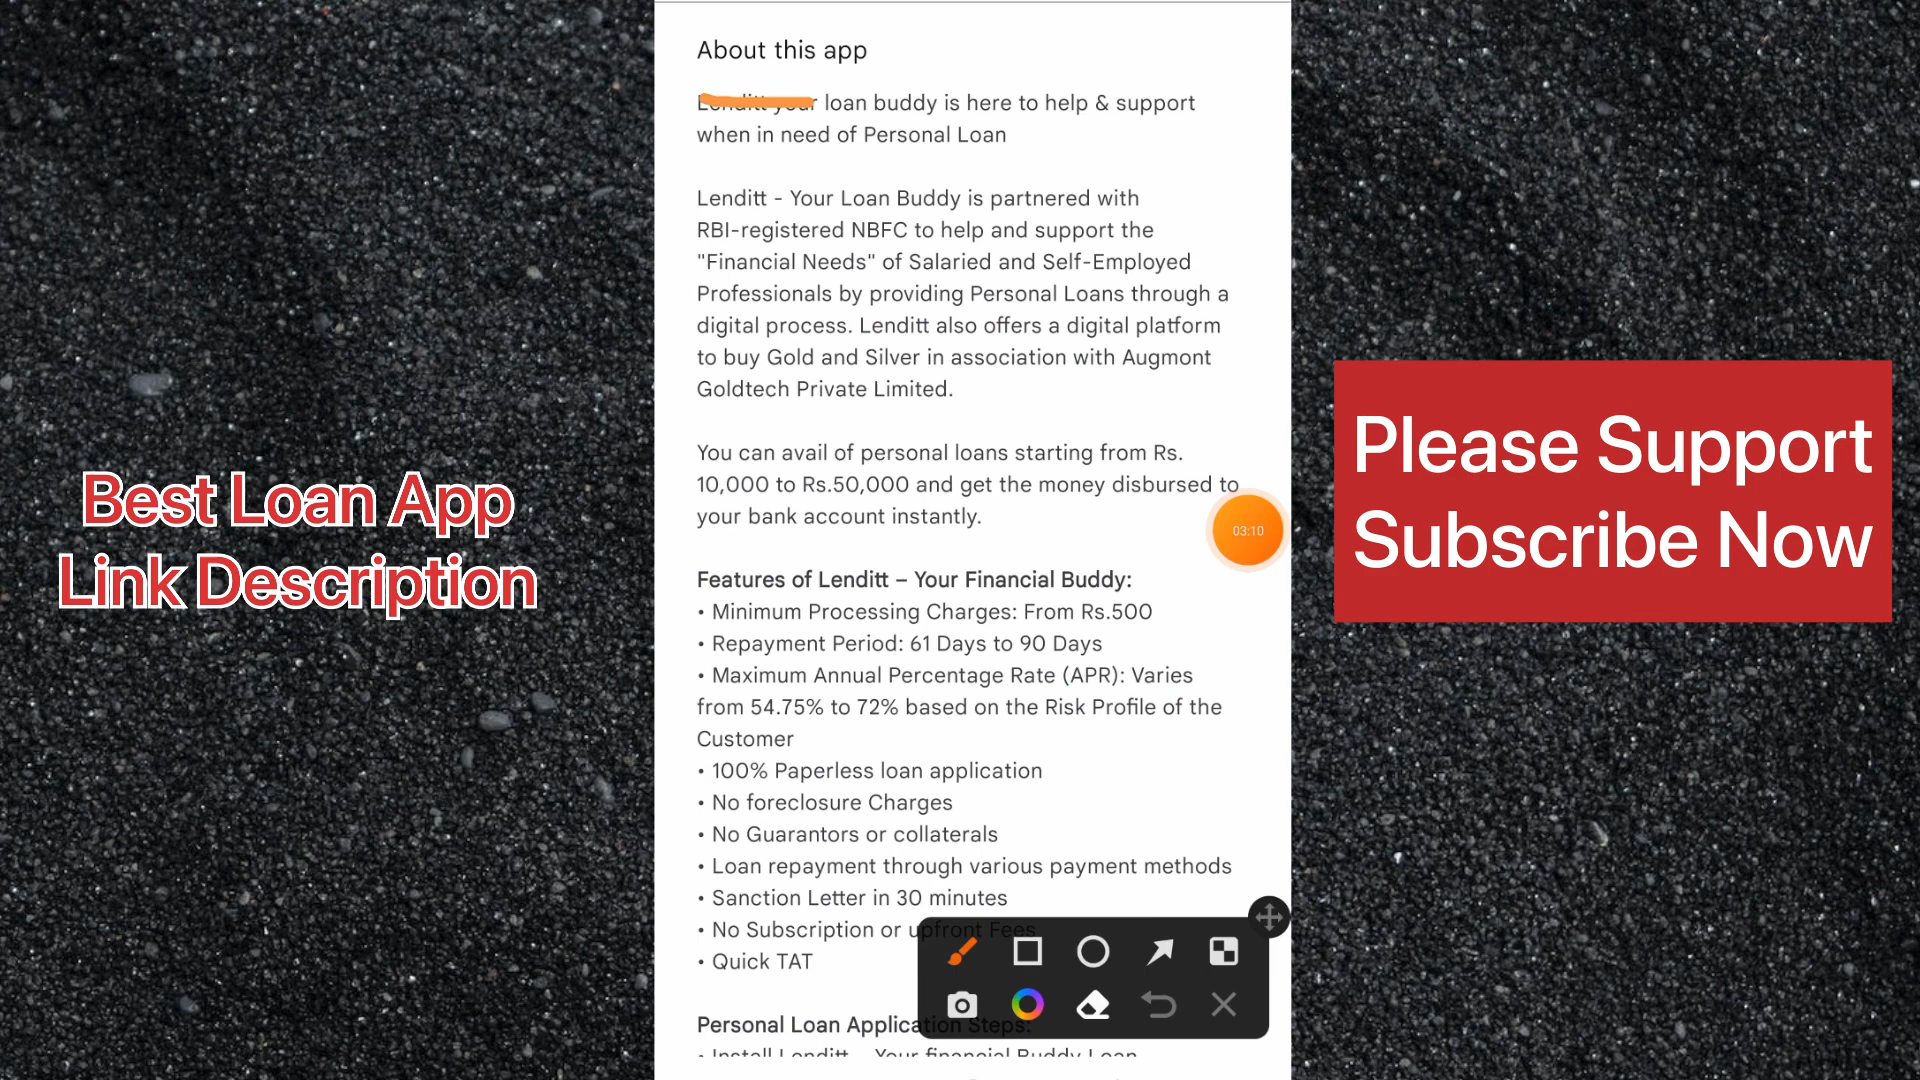 Best Loan App
Link Description
About this app
Lenditt your loan buddy is here to help & support
when in need of Personal Loan
Lenditt - Your Loan Buddy is partnered with
RBI-registered NBFC to help and support the
"Financial Needs" of Salaried and Self-Employed
Professionals by providing Personal Loans through a
digital process. Lenditt also offers a digital platform
to buy Gold and Silver in association with Augmont
Goldtech Private Limited.
You can avail of personal loans starting from Rs.
10,000 to Rs.50,000 and get the money disbursed to
your bank account instantly.
03:10
Features of Lenditt – Your Financial Buddy:
• Minimum Processing Charges: From Rs.500
• Repayment Period: 61 Days to 90 Days
• Maximum Annual Percentage Rate (APR): Varies
from 54.75% to 72% based on the Risk Profile of the
Customer
• 100% Paperless loan application
• No foreclosure Charges
• No Guarantors or collaterals
• Loan repayment through various payment methods
• Sanction Letter in 30 minutes
• No Subscription or upfront Fees
• Quick TAT
Personal Loan Application Steps:
• Install Lenditt – Your financial Buddy Loan
Please Support
Subscribe Now